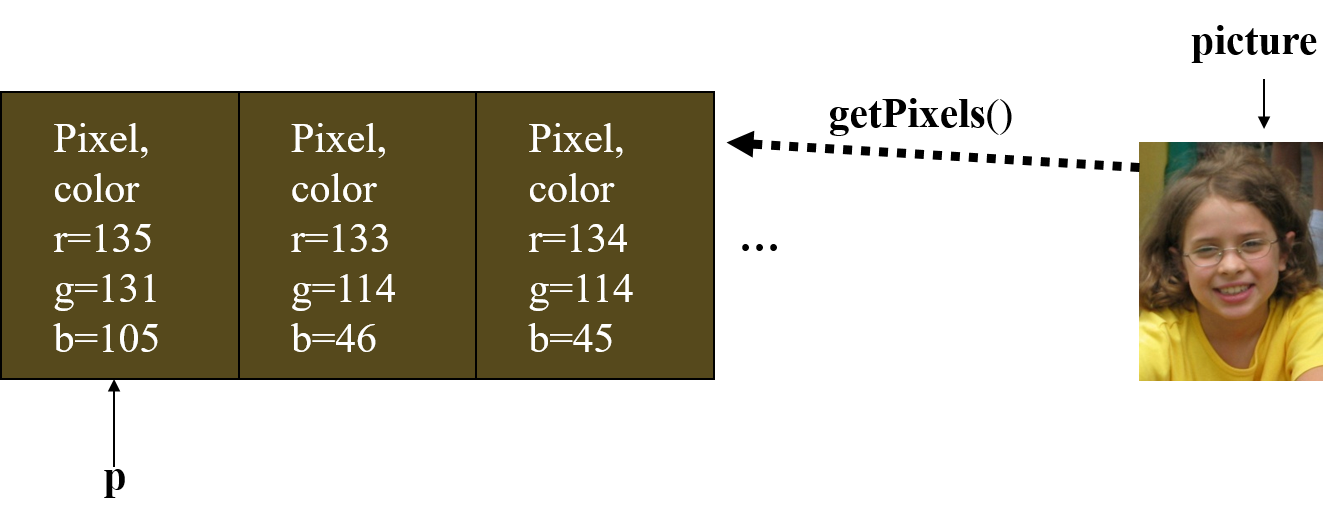 picture
getPixels()
Pixel,
color
r=135
g=131
b=105
Pixel,
color
r=133
g=114
b=46
Pixel,
color
r=134
g=114
b=45
...
p